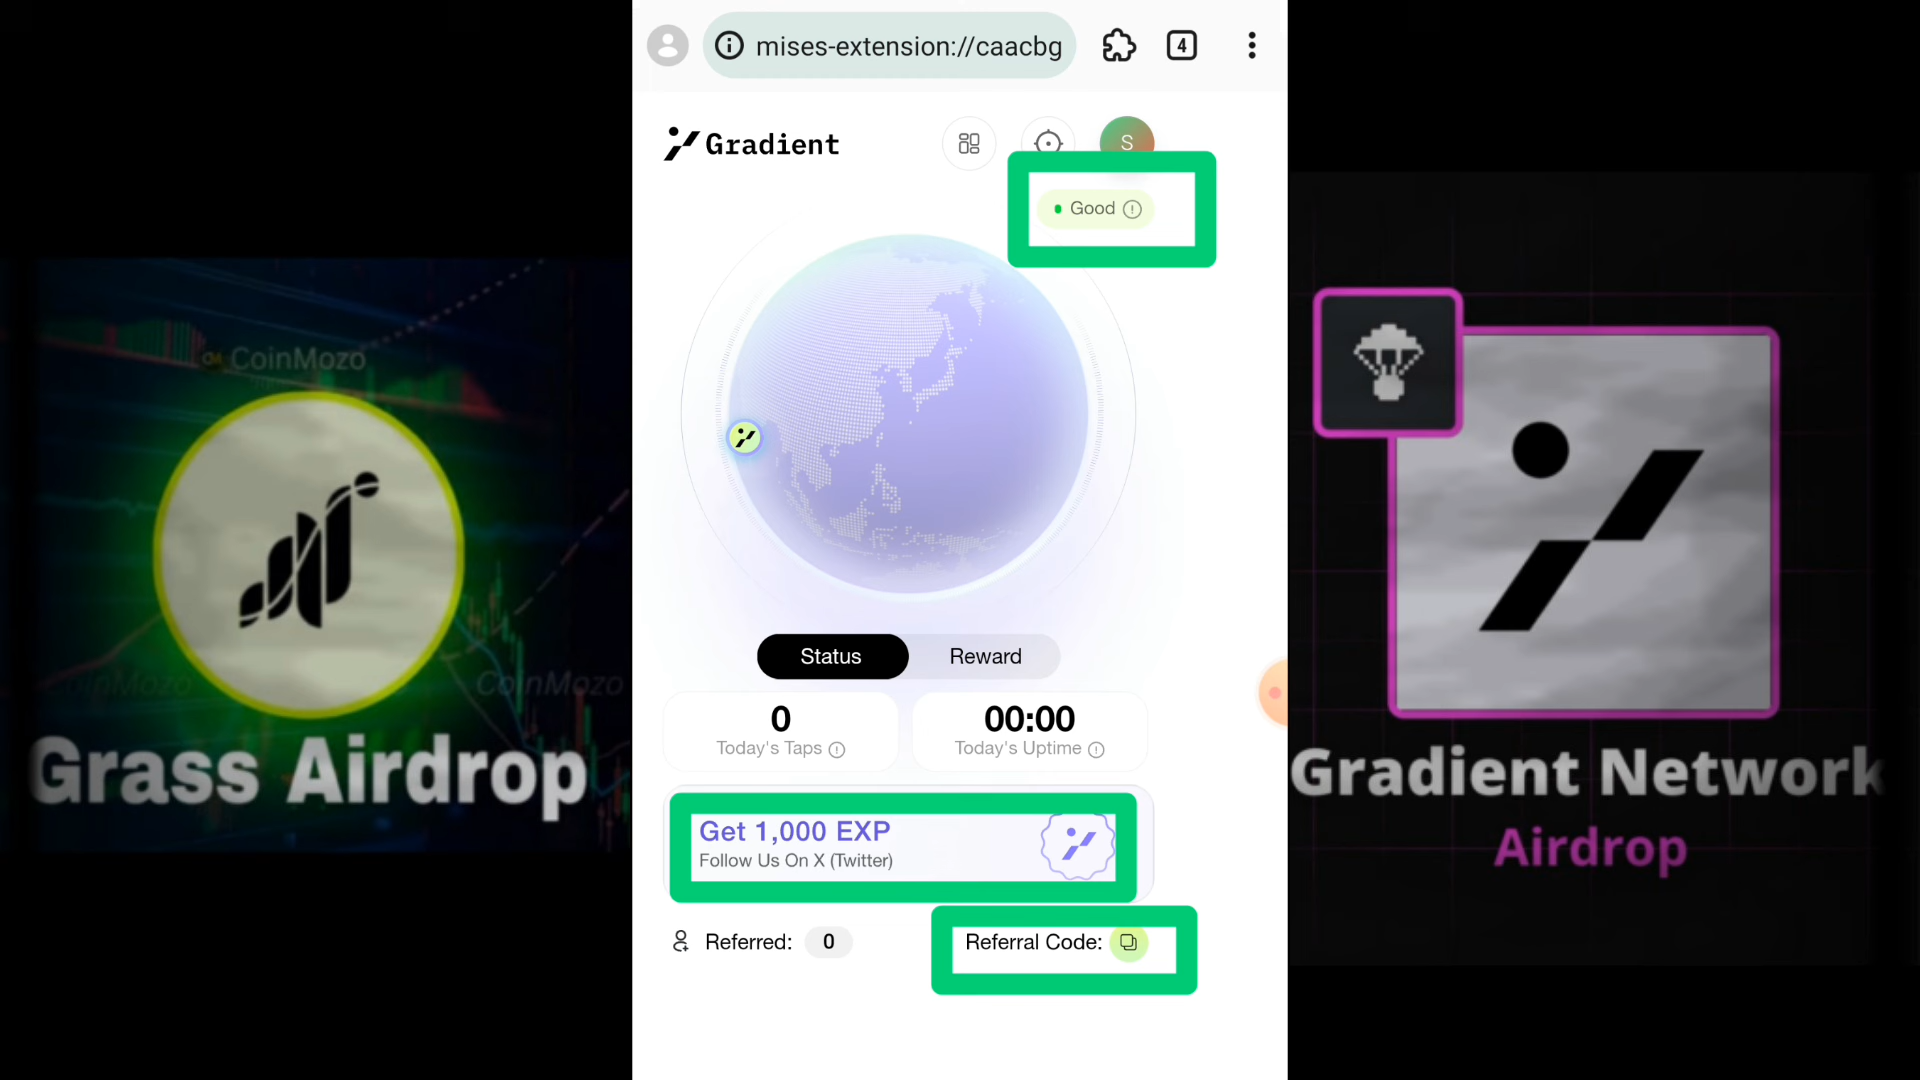 mises-extension://caacbg
4
Gradient
S
Good
CoinMozo
CoinMozo
CoinMozo
Grass Airdrop
Status
Reward
0
Today's Taps
00:00
Today's Uptime
Get 1,000 EXP
Follow Us On X (Twitter)
Referred: 0
Referral Code:
Gradient Network
Airdrop